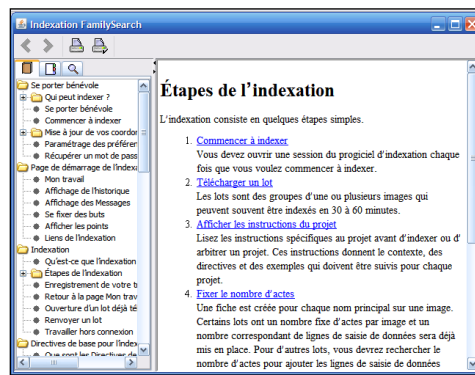 Indexation FamilySearch
Se porter bénévole
Qui peut indexer ?
Se porter bénévole
Commencer à indexer
Mise à jour de vos coordor
Paramétrage des préféren
Récupérer un mot de pass
Page de démarrage de l'indexa
Mon travail
Affichage de l'historique
Affichage des Messages
Se fixer des buts
Afficher les points
Liens de l'indexation
Indexation
Qu'est-ce que l'indexation
Étapes de l'indexation
Enregistrement de votre t
Retour à la page Mon trav
Ouverture d'un lot déjà té
Renvoyer un lot
Travailler hors connexion
Directives de base pour l'index
Que sont les Directives de
Étapes de l'indexation
L'indexation consiste en quelques étapes simples.
1. Commencer à indexer
Vous devez ouvrir une session du progiciel d'indexation chaque
fois que vous voulez commencer à indexer.
2. Télécharger un lot
Les lots sont des groupes d'une ou plusieurs images qui
peuvent souvent être indexés en 30 à 60 minutes.
3. Afficher les instructions du projet
Lisez les instructions spécifiques au projet avant d'indexer ou d'
arbitrer un projet. Ces instructions donnent le contexte, des
directives et des exemples qui doivent être suivis pour chaque
projet.
4. Fixer le nombre d'actes
Une fiche est créée pour chaque nom principal sur une image.
Certains lots ont un nombre fixe d'actes par image et un
nombre correspondant de lignes de saisie de données sera déjà
mis en place. Pour d'autres lots, vous devrez rechercher le
nombre d'actes pour ajouter les lignes de saisie de données